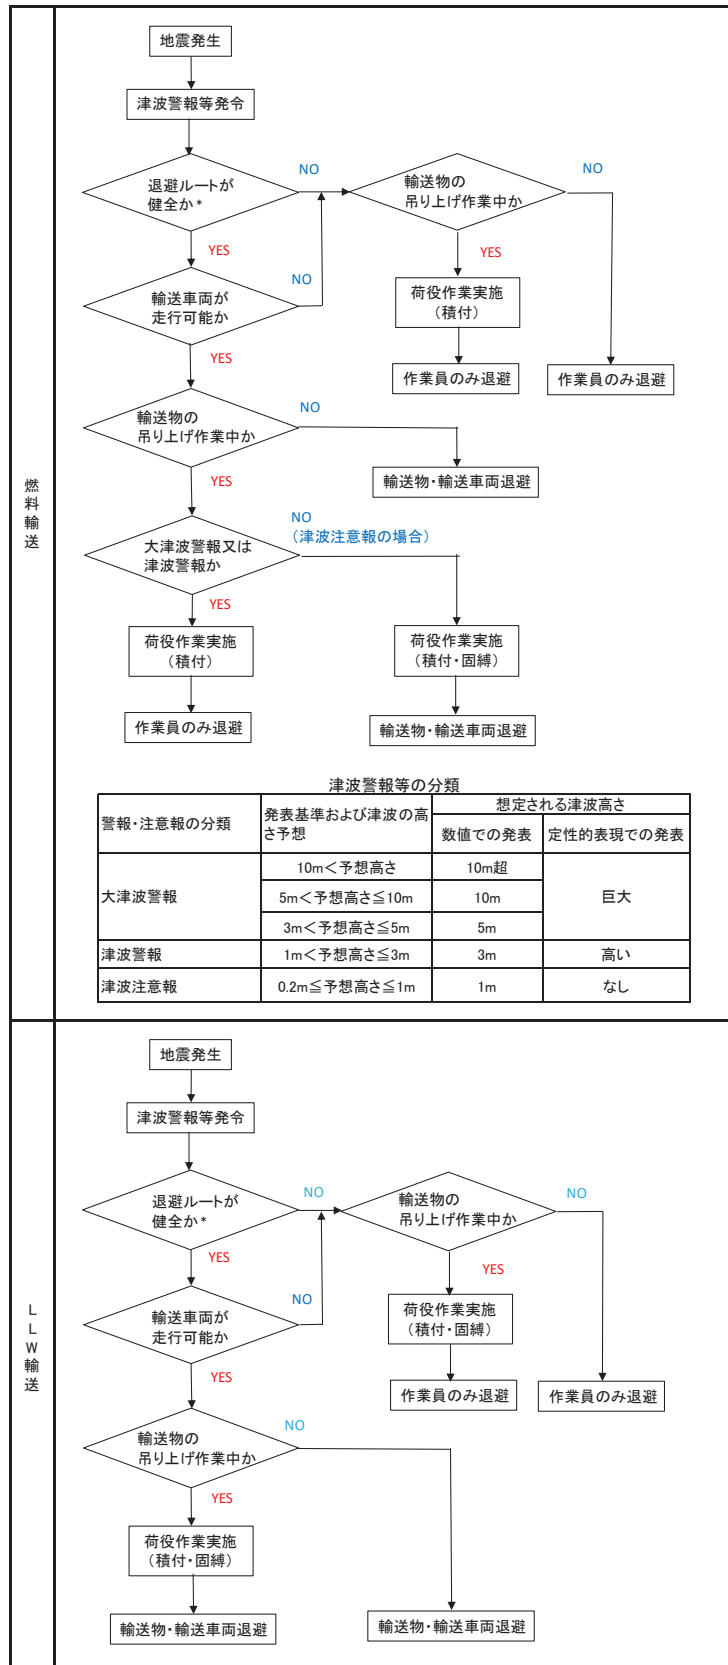 燃料輸送
地震発生
津波警報等発令
退避ルートが
健全か*
NO
輸送物の
吊り上げ作業中か
NO
YES
YES
輸送車両が
走行可能か
NO
荷役作業実施
(積付)
YES
作業員のみ退避
作業員のみ退避
輸送物の
吊り上げ作業中か
NO
YES
輸送物・輸送車両退避
大津波警報又は
津波警報か
NO
(津波注意報の場合)
YES
荷役作業実施
(積付)
荷役作業実施
(積付・固縛)
作業員のみ退避
輸送物・輸送車両退避
津波警報等の分類
警報・注意報の分類
発表基準および津波の高
さ予想
想定される津波高さ
数値での発表
定性的表現での発表
大津波警報
10m<予想高さ
10m超
巨大
5m<予想高さ≦10m
10m
3m<予想高さ≦5m
5m
津波警報
1m<予想高さ≦3m
3m
高い
津波注意報
0.2m≦予想高さ≦1m
1m
なし
LLW輸送
地震発生
津波警報等発令
退避ルートが
健全か*
NO
輸送物の
吊り上げ作業中か
NO
YES
YES
輸送車両が
走行可能か
NO
荷役作業実施
(積付・固縛)
YES
作業員のみ退避
作業員のみ退避
輸送物の
吊り上げ作業中か
NO
YES
荷役作業実施
(積付・固縛)
輸送物・輸送車両退避
輸送物・輸送車両退避